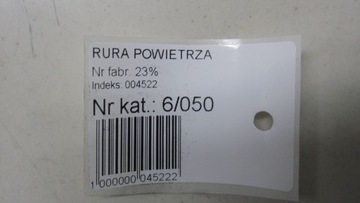 RURA POWIETRZA
Nr fabr. 23%
Indeks: 004522
Nr kat.: 6/050
1 000000 045222